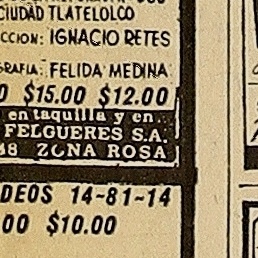 CIUDAD TLATELOLCO
CCION: IGNACIO RETES
GRAFIA: FELIDA MEDINA
0 $15.00 $12.00
en taquilla y en..
FELGUERES S.A.
48 ZONA ROSA
DEOS 14-81-14
00 $10.00